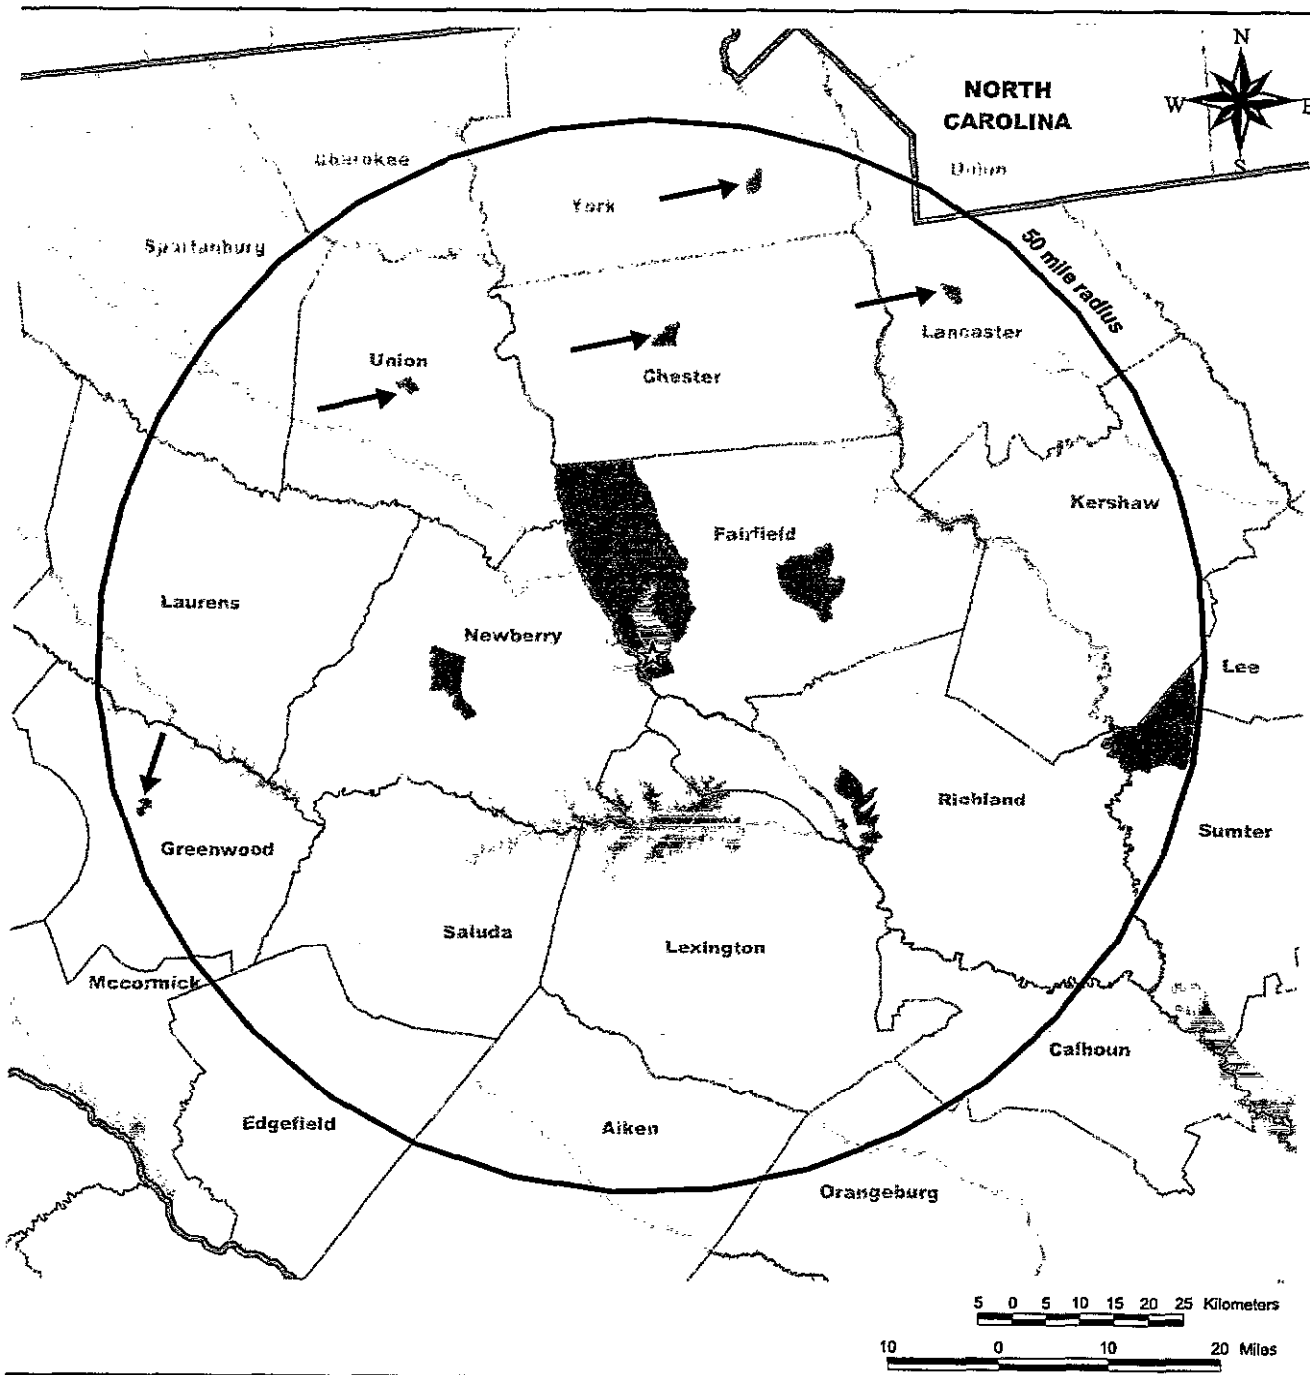 N
NORTH
CAROLINA
W
E
S
Cherokee
Union
York
Spartanburg
50 mile radius
Lancaster
Union
Chester
Kershaw
Fairfield
Laurens
Newberry
Lee
Richland
Sumter
Greenwood
Saluda
Lexington
Mccormick
Calhoun
Edgefield
Aiken
Orangeburg
5 0 5 10 15 20 25 Kilometers
10 0 10 20 Miles